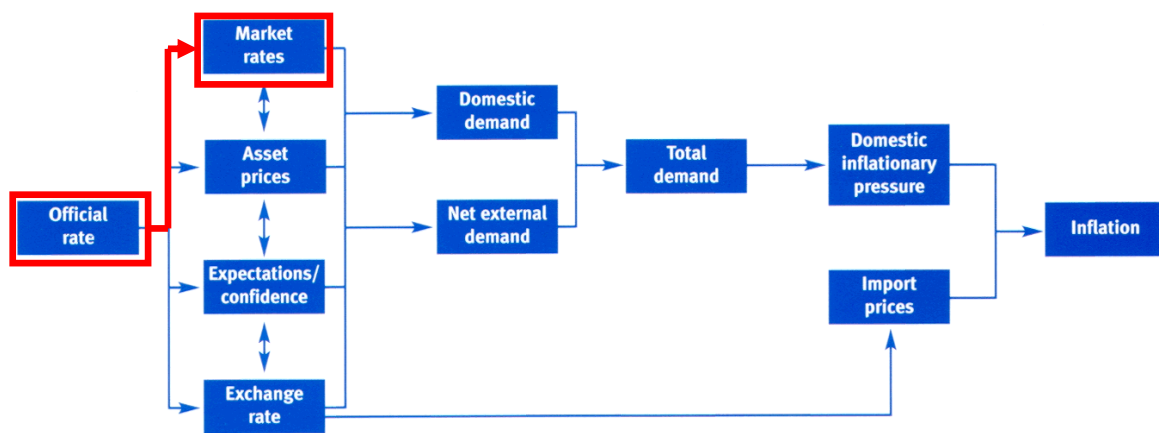 Market
rates
Asset
prices
Official
rate
Expectations/
confidence
Exchange
rate
Domestic
demand
Net external
demand
Total
demand
Domestic
inflationary
pressure
Import
prices
Inflation